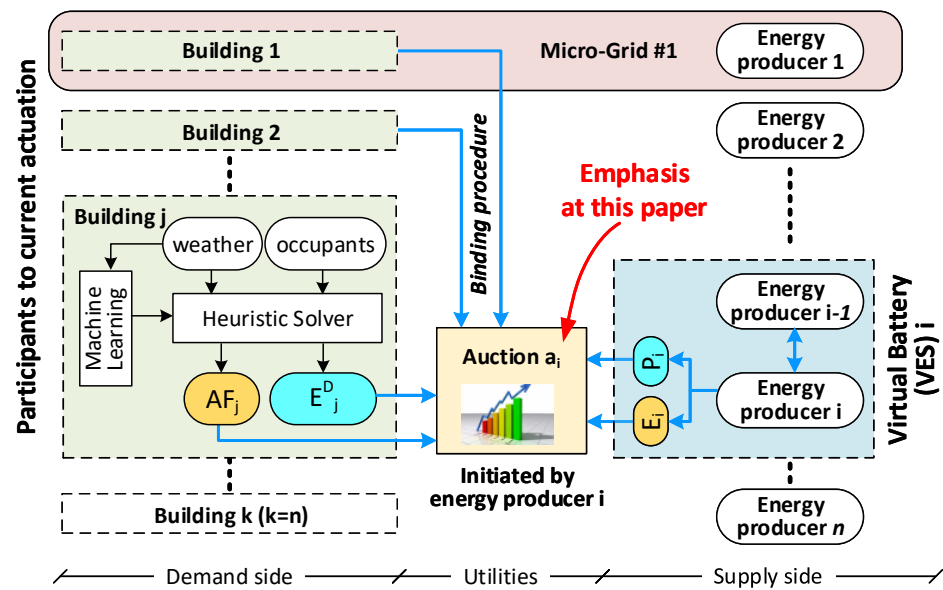 Participants to current actuation
Building 1
Micro-Grid #1
Energy
producer 1
Building 2
Energy
producer 2
Binding procedure
Emphasis
at this paper
Building j
weather
occupants
Machine
Learning
Heuristic Solver
AFj
E^D_j
Auction ai
Initiated by
energy producer i
Pi
Ei
Energy
producer i-1
Energy
producer i
Virtual Battery
(VES) i
Building k (k=n)
Energy
producer n
Demand side
Utilities
Supply side